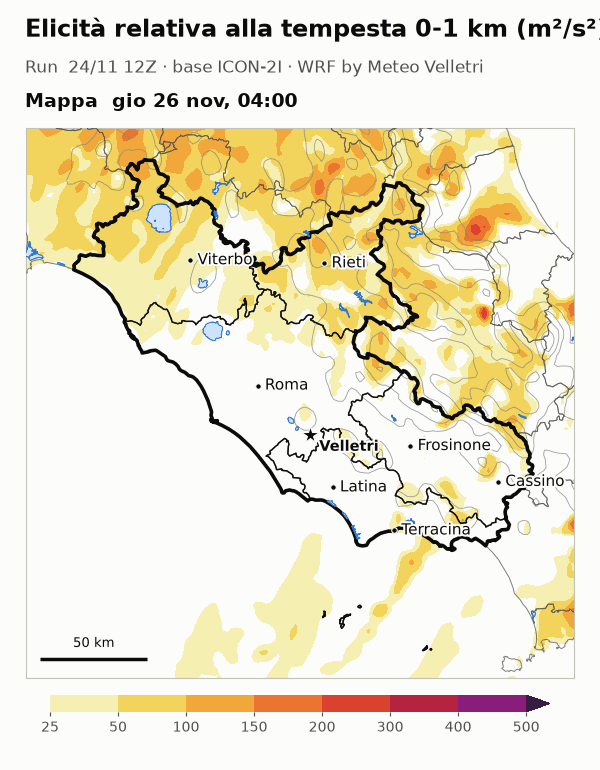 Elicità relativa alla tempesta 0-1 km (m²/s²)
Run  24/11 12Z · base ICON-2I · WRF by Meteo Velletri
Mappa  gio 26 nov, 04:00
Viterbo
Rieti
Roma
Velletri
Frosinone
Cassino
Latina
Terracina
50 km
25 50 100 150 200 300 400 500